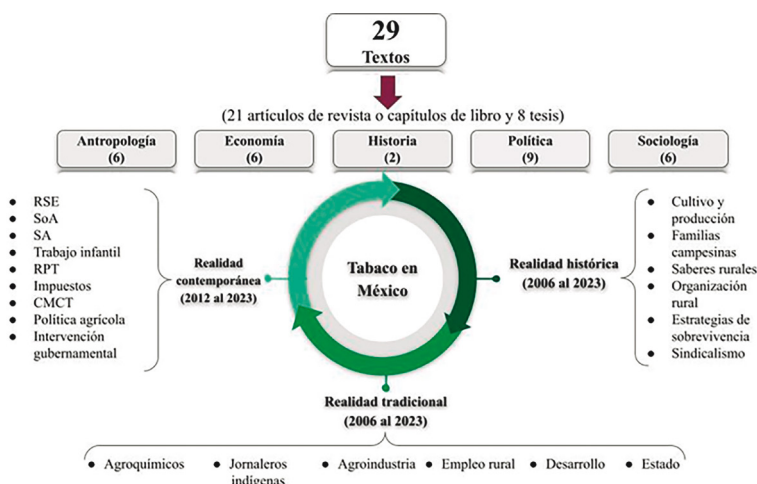 29
Textos
(21 artículos de revista o capítulos de libro y 8 tesis)
Antropología
(6)
Economía
(6)
Historia
(2)
Política
(9)
Sociología
(6)
• RSE
• SoA
• SA
• Trabajo infantil
• RPT
• Impuestos
• CMCT
• Política agrícola
• Intervención
gubernamental
Realidad
contemporánea
(2012 al 2023)
Tabaco en
México
Realidad histórica
(2006 al 2023)
• Cultivo y
producción
• Familias
campesinas
• Saberes rurales
• Organización
rural
• Estrategias de
sobrevivencia
• Sindicalismo
Realidad tradicional
(2006 al 2023)
• Agroquímicos
• Jornaleros
indígenas
• Agroindustria
• Empleo rural
• Desarrollo
• Estado